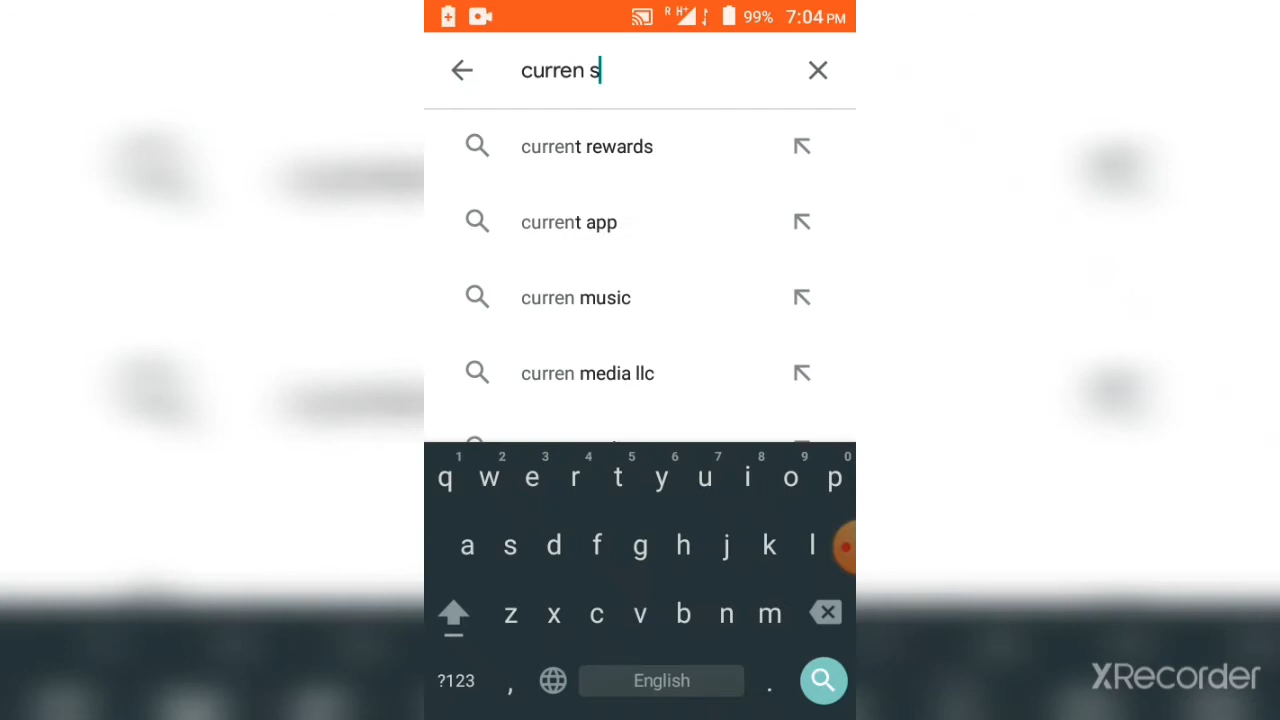 R H+ 99% 7:04 PM
curren s
current rewards
current app
curren music
curren media llc
1 2 3 4 5 6 7 8 9 0
q w e r t y u i o p
a s d f g h j k l
z x c v b n m
?123 , English .
XRecorder